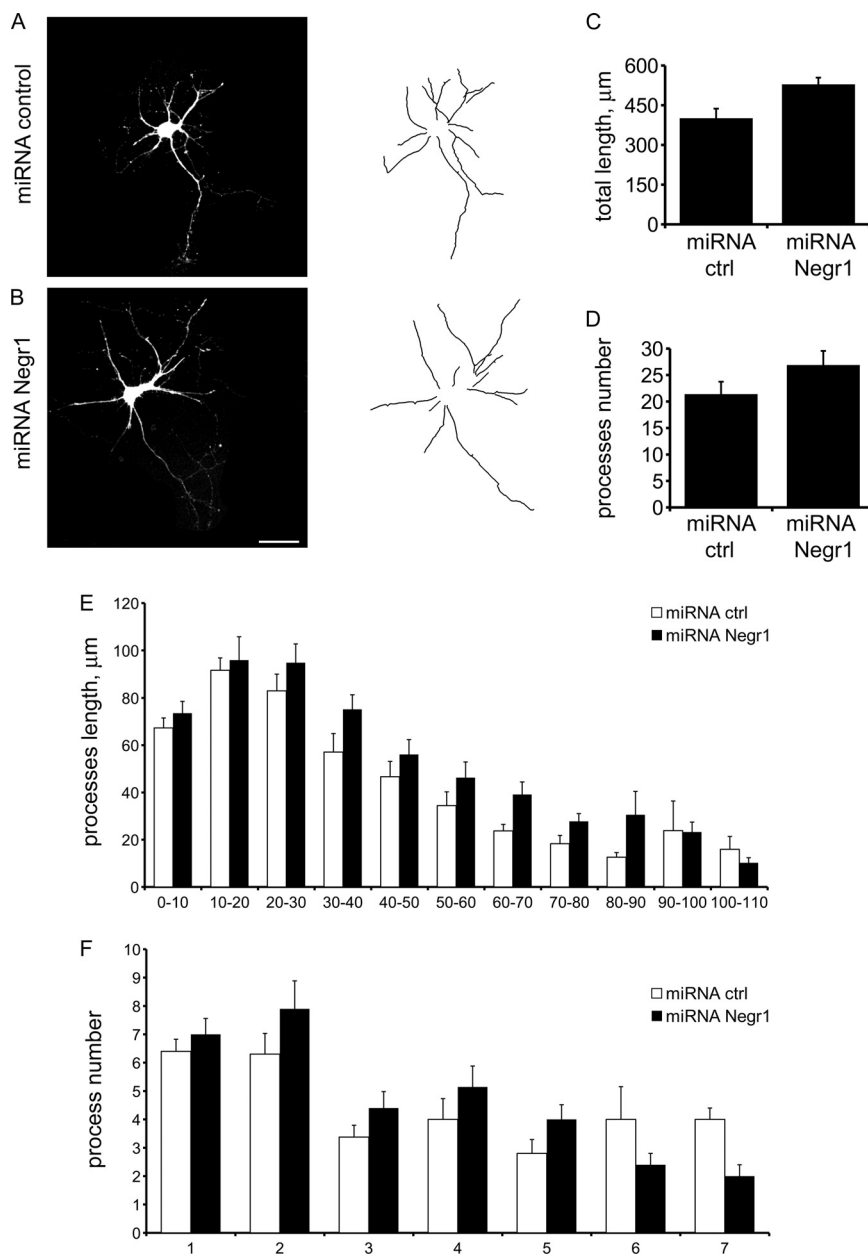 A
miRNA control
B
miRNA Negr1
C
total length, μm
600
450
300
150
0
miRNA
ctrl
miRNA
Negr1
D
processes number
30
25
20
15
10
5
0
miRNA
ctrl
miRNA
Negr1
E
processes length, μm
120
100
80
60
40
20
0
miRNA ctrl
miRNA Negr1
0-10 10-20 20-30 30-40 40-50 50-60 60-70 70-80 80-90 90-100 100-110
F
process number
10
9
8
7
6
5
4
3
2
1
0
miRNA ctrl
miRNA Negr1
1 2 3 4 5 6 7